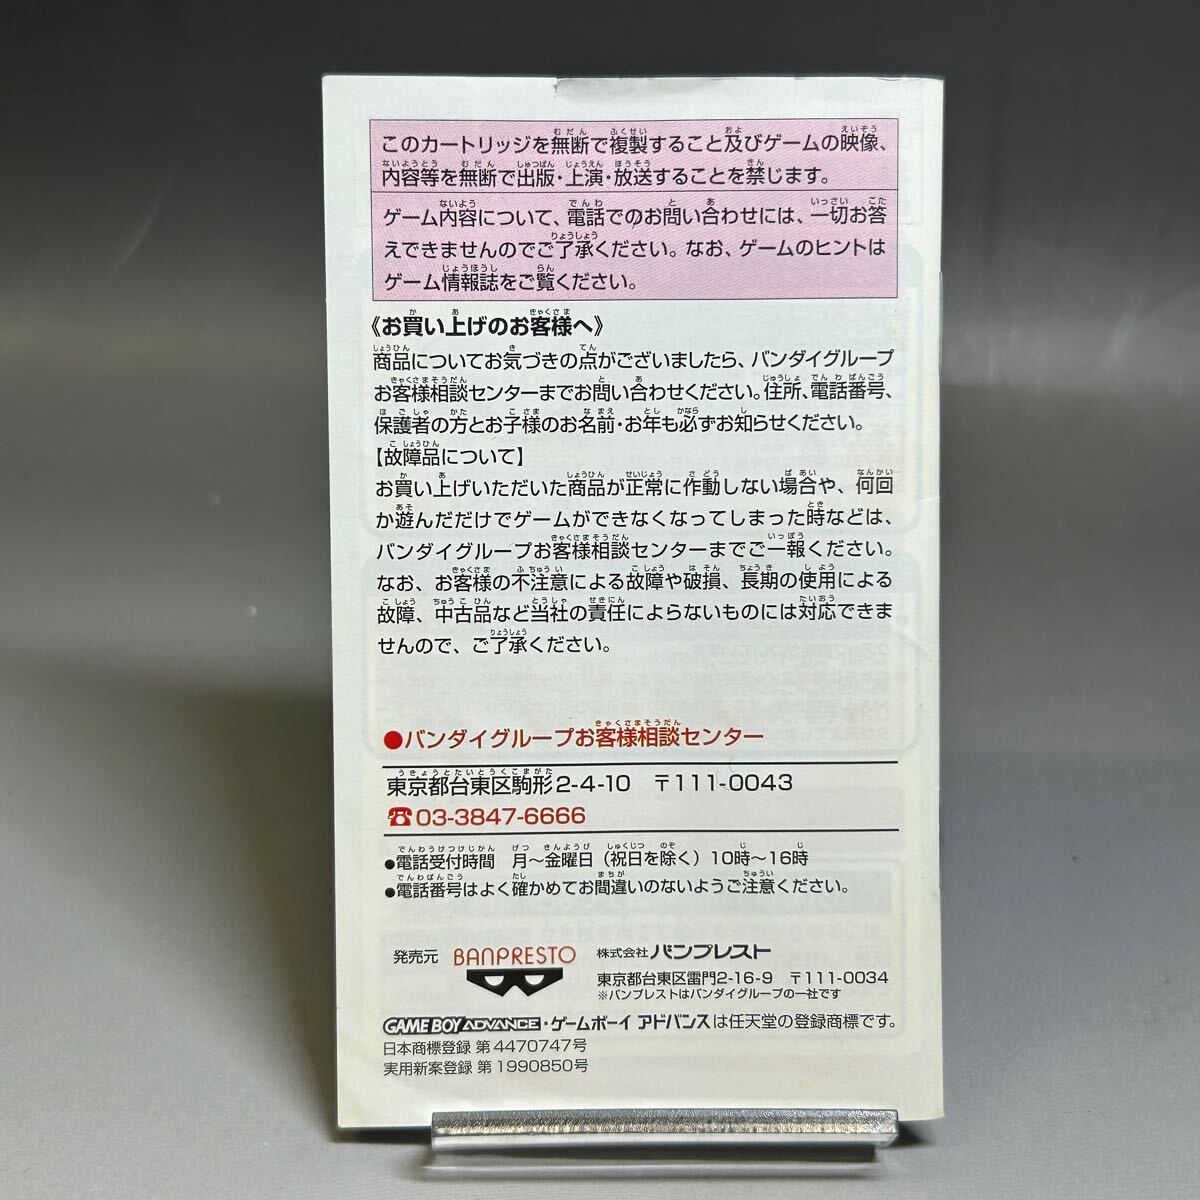 このカートリッジを無断で複製すること及びゲームの映像、
内容等を無断で出版・上演・放送することを禁じます。
ゲーム内容について、電話でのお問い合わせには、一切お答
えできませんのでご了承ください。なお、ゲームのヒントは
ゲーム情報誌をご覧ください。
《お買い上げのお客様へ》
商品についてお気づきの点がございましたら、バンダイグループ
お客様相談センターまでお問い合わせください。住所、電話番号、
保護者の方とお子様のお名前・お年も必ずお知らせください。
【故障品について】
お買い上げいただいた商品が正常に作動しない場合や、何回
か遊んだだけでゲームができなくなってしまった時などは、
バンダイグループお客様相談センターまでご一報ください。
なお、お客様の不注意による故障や破損、長期の使用による
故障、中古品など当社の責任によらないものには対応できま
せんので、ご了承ください。
●バンダイグループお客様相談センター
東京都台東区駒形2-4-10 〒111-0043
☎03-3847-6666
●電話受付時間 月〜金曜日（祝日を除く）10時〜16時
●電話番号はよく確かめてお間違いのないようご注意ください。
発売元 BANPRESTO 株式会社 バンプレスト
東京都台東区雷門2-16-9 〒111-0034
※バンプレストはバンダイグループの一社です
GAME BOY ADVANCE・ゲームボーイ アドバンスは任天堂の登録商標です。
日本商標登録 第4470747号
実用新案登録 第1990850号